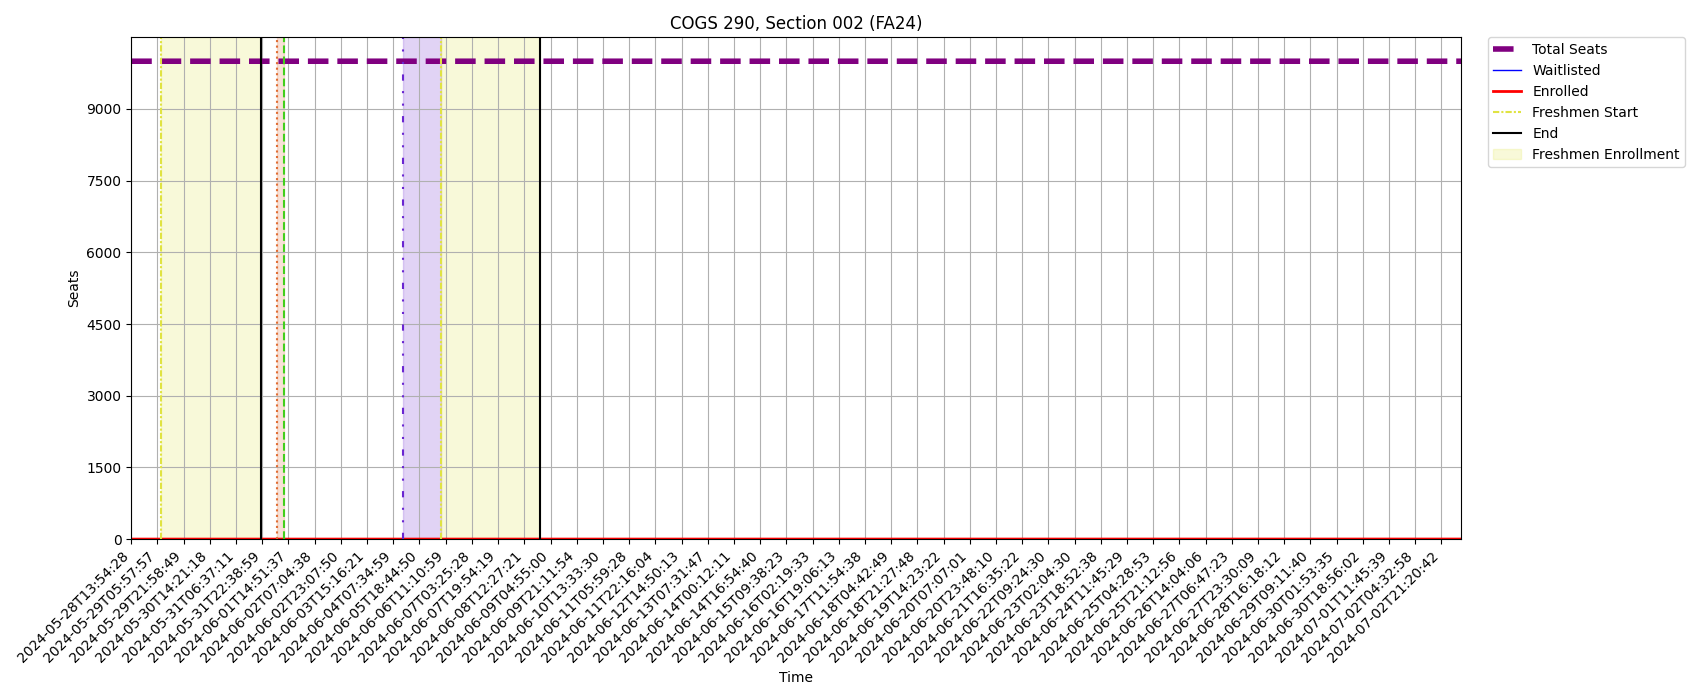 COGS 290, Section 002 (FA24)
Total Seats
Waitlisted
Enrolled
Freshmen Start
End
Freshmen Enrollment
Seats
9000
7500
6000
4500
3000
1500
0
2024-05-28T13:54:28
2024-05-29T05:57:57
2024-05-29T21:58:49
2024-05-30T14:21:18
2024-05-31T06:37:11
2024-05-31T22:38:59
2024-06-01T14:51:37
2024-06-02T07:04:38
2024-06-02T23:07:50
2024-06-03T15:16:21
2024-06-04T07:34:59
2024-06-05T18:44:50
2024-06-06T11:10:59
2024-06-07T03:25:28
2024-06-07T19:54:19
2024-06-08T12:27:21
2024-06-09T04:55:00
2024-06-09T21:11:54
2024-06-10T13:33:30
2024-06-11T05:59:28
2024-06-11T22:16:04
2024-06-12T14:50:13
2024-06-13T07:31:47
2024-06-14T00:12:11
2024-06-14T16:54:40
2024-06-15T09:38:23
2024-06-16T02:19:33
2024-06-16T19:06:13
2024-06-17T11:54:38
2024-06-18T04:42:49
2024-06-18T21:27:48
2024-06-19T14:23:22
2024-06-20T07:07:01
2024-06-20T23:48:10
2024-06-21T16:35:22
2024-06-22T09:24:30
2024-06-23T02:04:30
2024-06-23T18:52:38
2024-06-24T11:45:29
2024-06-25T04:28:53
2024-06-25T21:12:56
2024-06-26T14:04:06
2024-06-27T06:47:23
2024-06-27T23:30:09
2024-06-28T16:18:12
2024-06-29T09:11:40
2024-06-30T01:53:35
2024-06-30T18:56:02
2024-07-01T11:45:39
2024-07-02T04:32:58
2024-07-02T21:20:42
Time